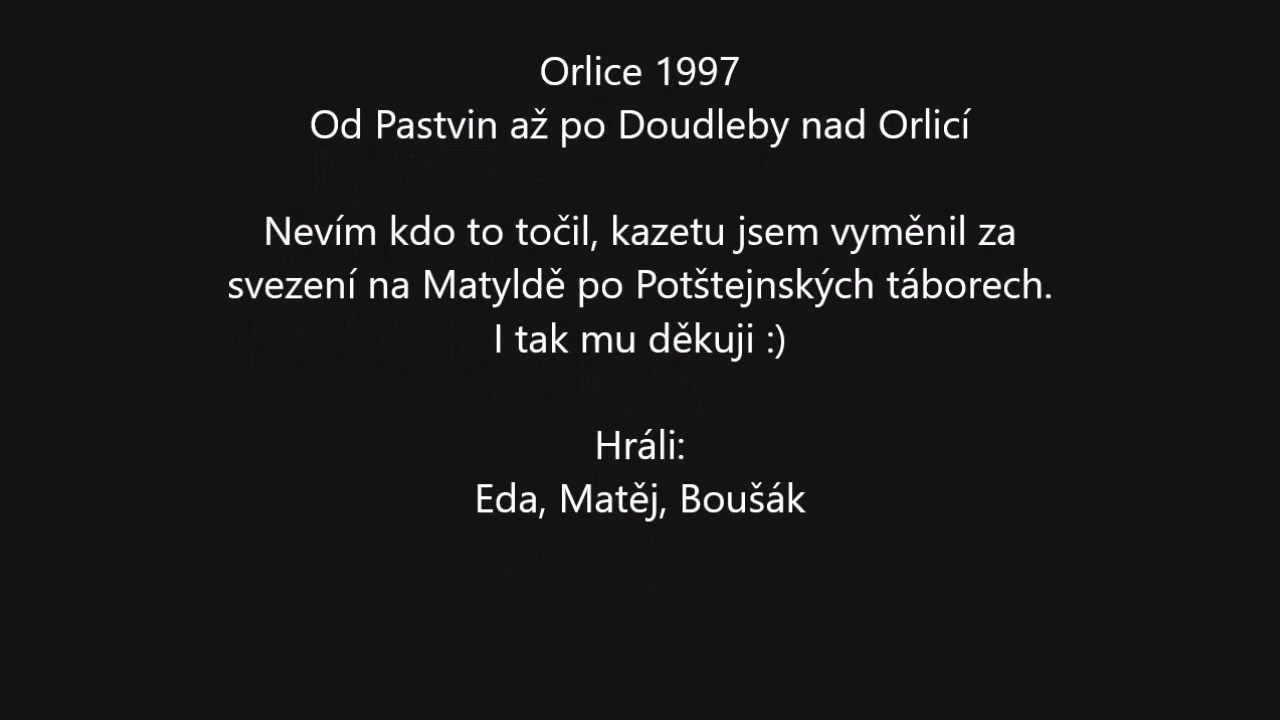 Orlice 1997
Od Pastvin až po Doudleby nad Orlicí
Nevím kdo to točil, kazetu jsem vyměnil za
svezení na Matyldě po Potštejnských táborech.
I tak mu děkuji :)
Hráli:
Eda, Matěj, Boušák